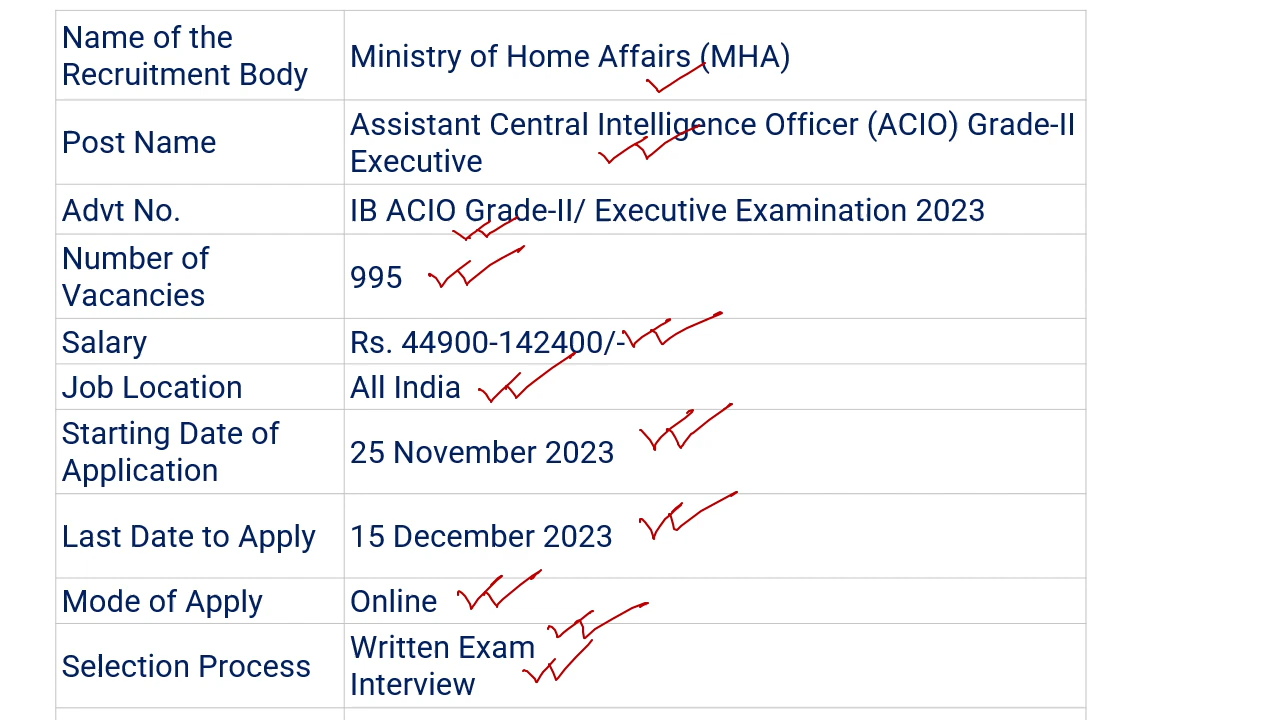 Name of the
Recruitment Body
Ministry of Home Affairs (MHA)
Post Name
Assistant Central Intelligence Officer (ACIO) Grade-II
Executive
Advt No.
IB ACIO Grade-II/ Executive Examination 2023
Number of
Vacancies
995
Salary
Rs. 44900-142400/-
Job Location
All India
Starting Date of
Application
25 November 2023
Last Date to Apply
15 December 2023
Mode of Apply
Online
Selection Process
Written Exam
Interview